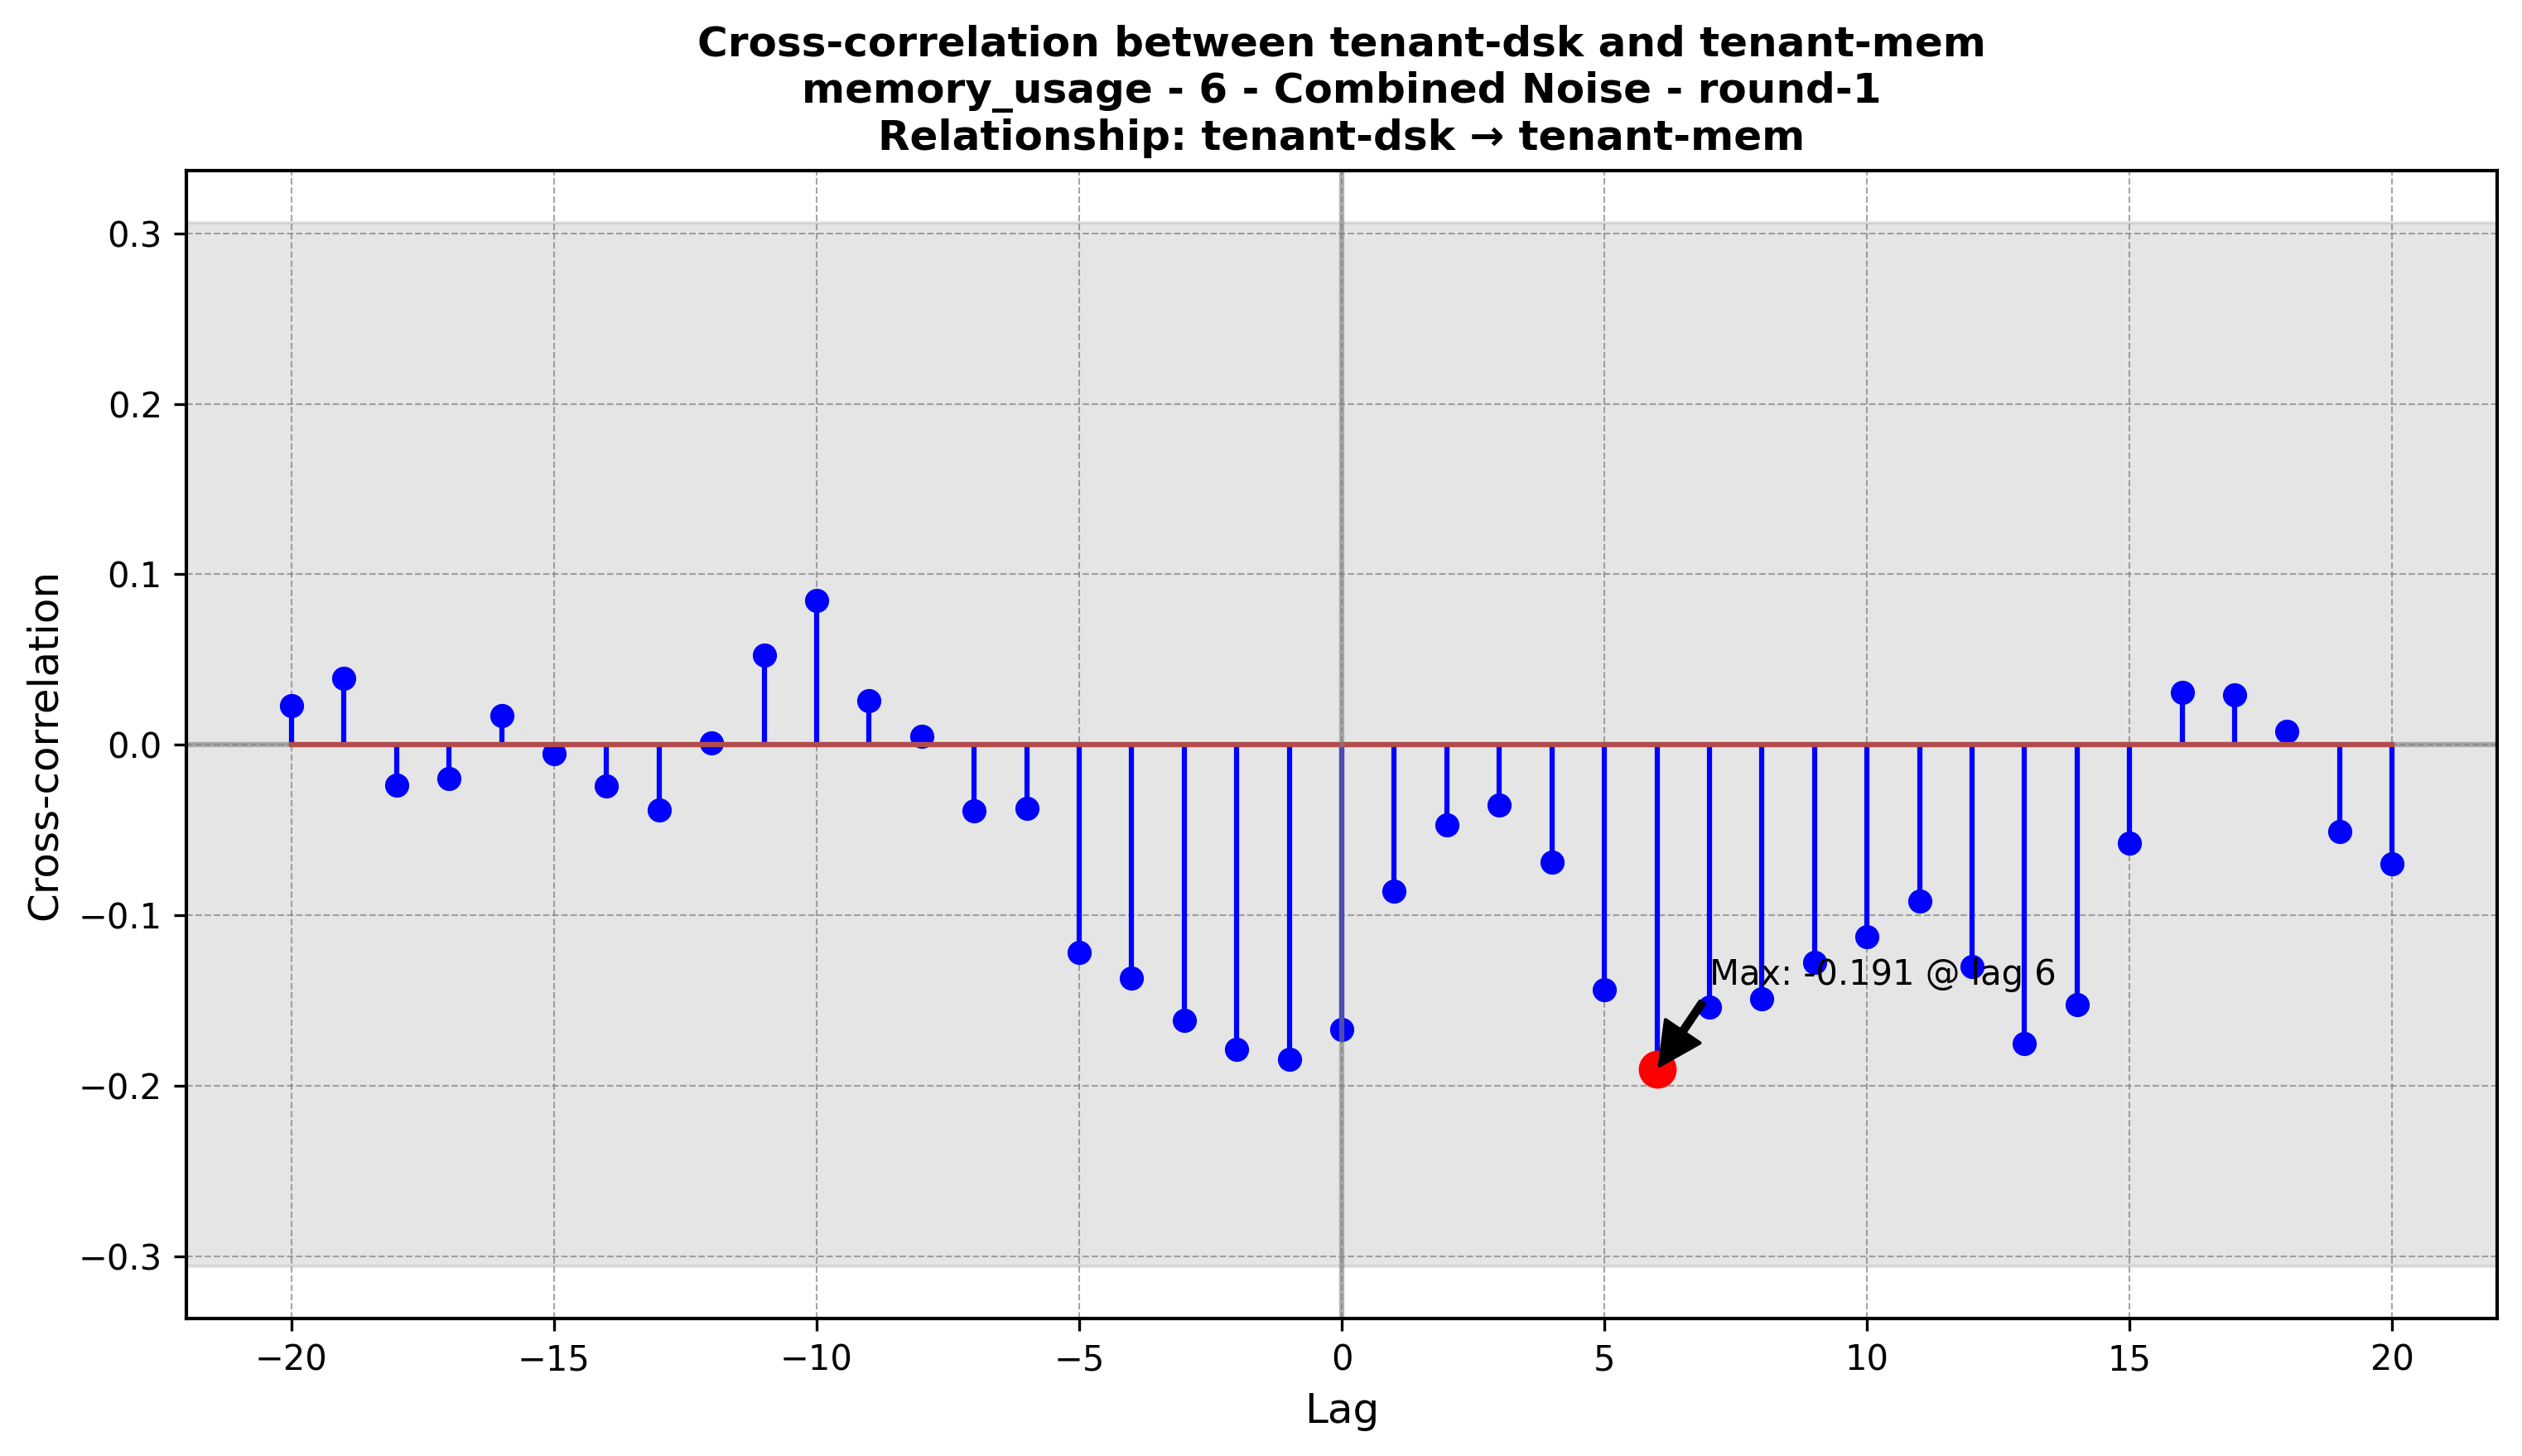 Cross-correlation between tenant-dsk and tenant-mem
memory_usage - 6 - Combined Noise - round-1
Relationship: tenant-dsk → tenant-mem
Cross-correlation
0.3
0.2
0.1
0.0
−0.1
−0.2
−0.3
Max: -0.191 @ lag 6
−20
−15
−10
−5
0
5
10
15
20
Lag